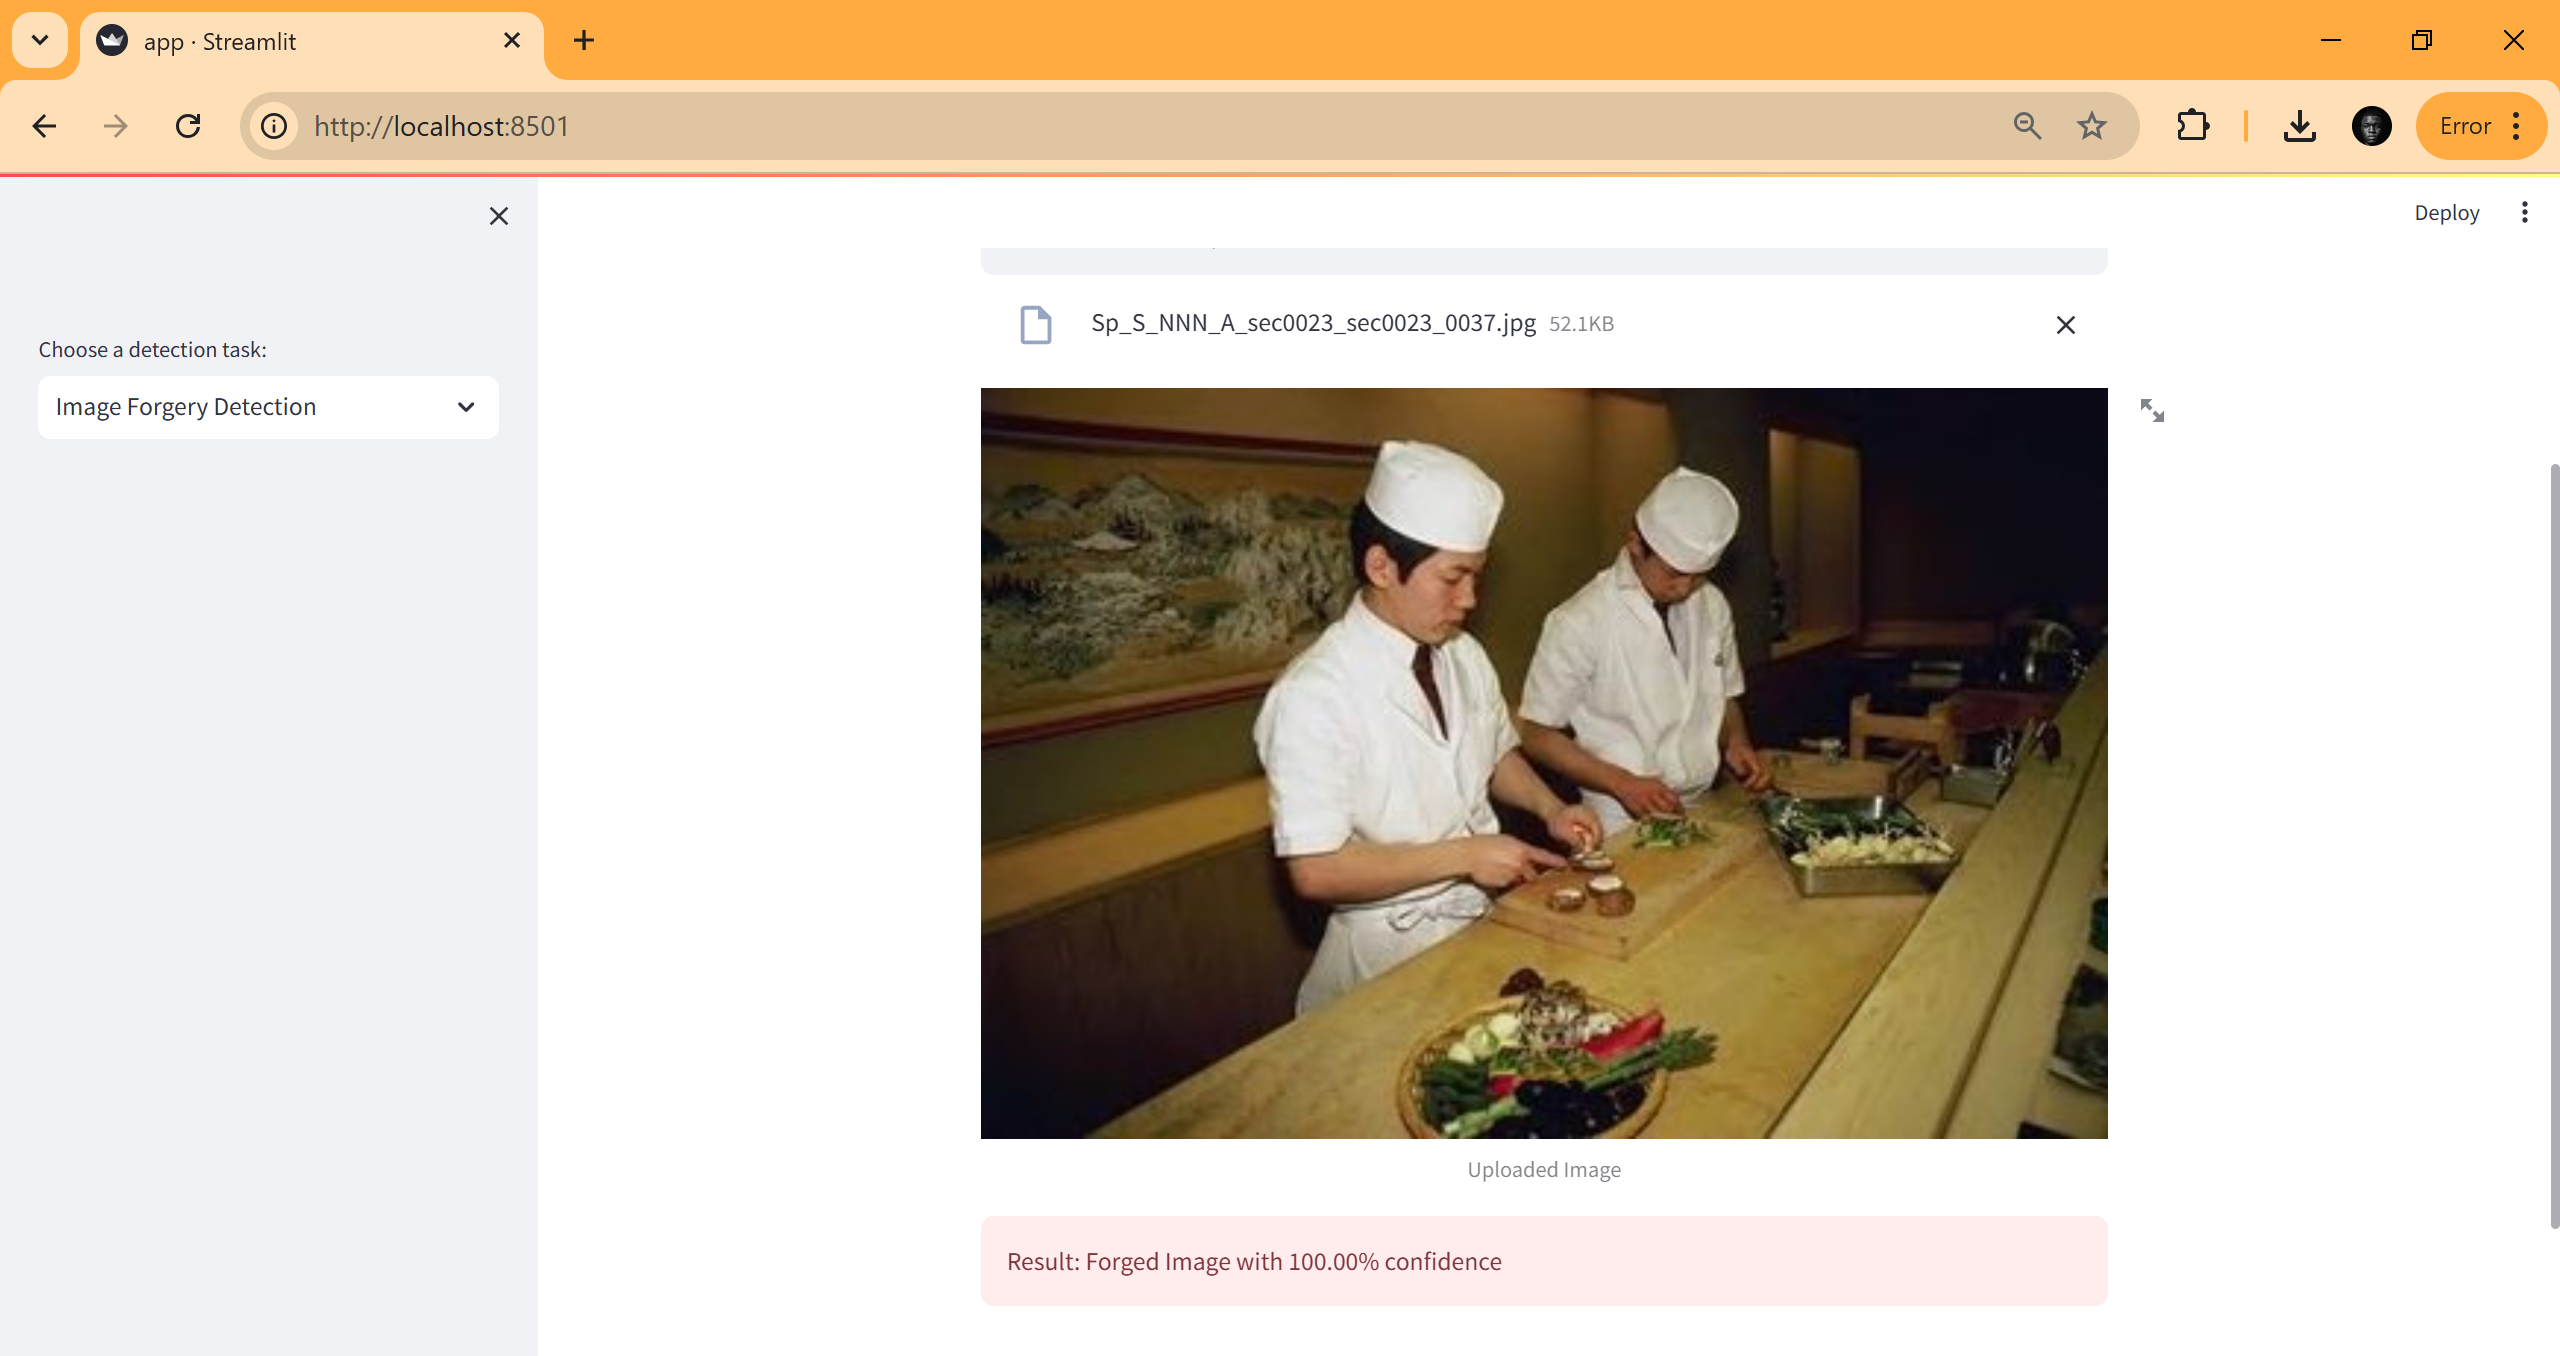 app · Streamlit
http://localhost:8501
Error
Deploy
Choose a detection task:
Image Forgery Detection
Sp_S_NNN_A_sec0023_sec0023_0037.jpg 52.1KB
Uploaded Image
Result: Forged Image with 100.00% confidence